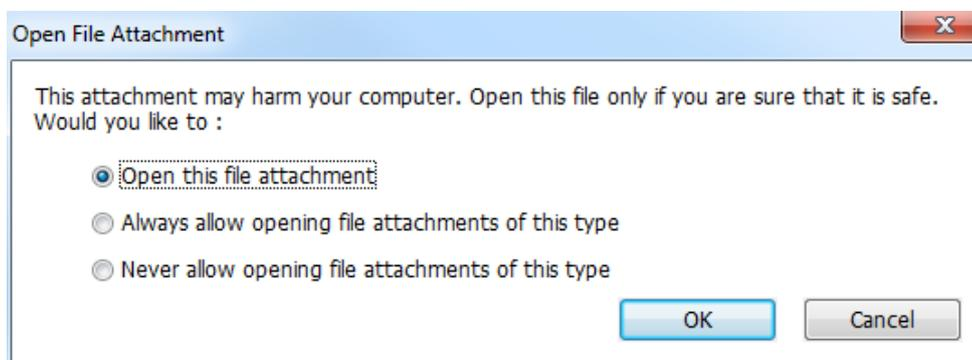 Open File Attachment
This attachment may harm your computer. Open this file only if you are sure that it is safe.
Would you like to :
Open this file attachment
Always allow opening file attachments of this type
Never allow opening file attachments of this type
OK Cancel